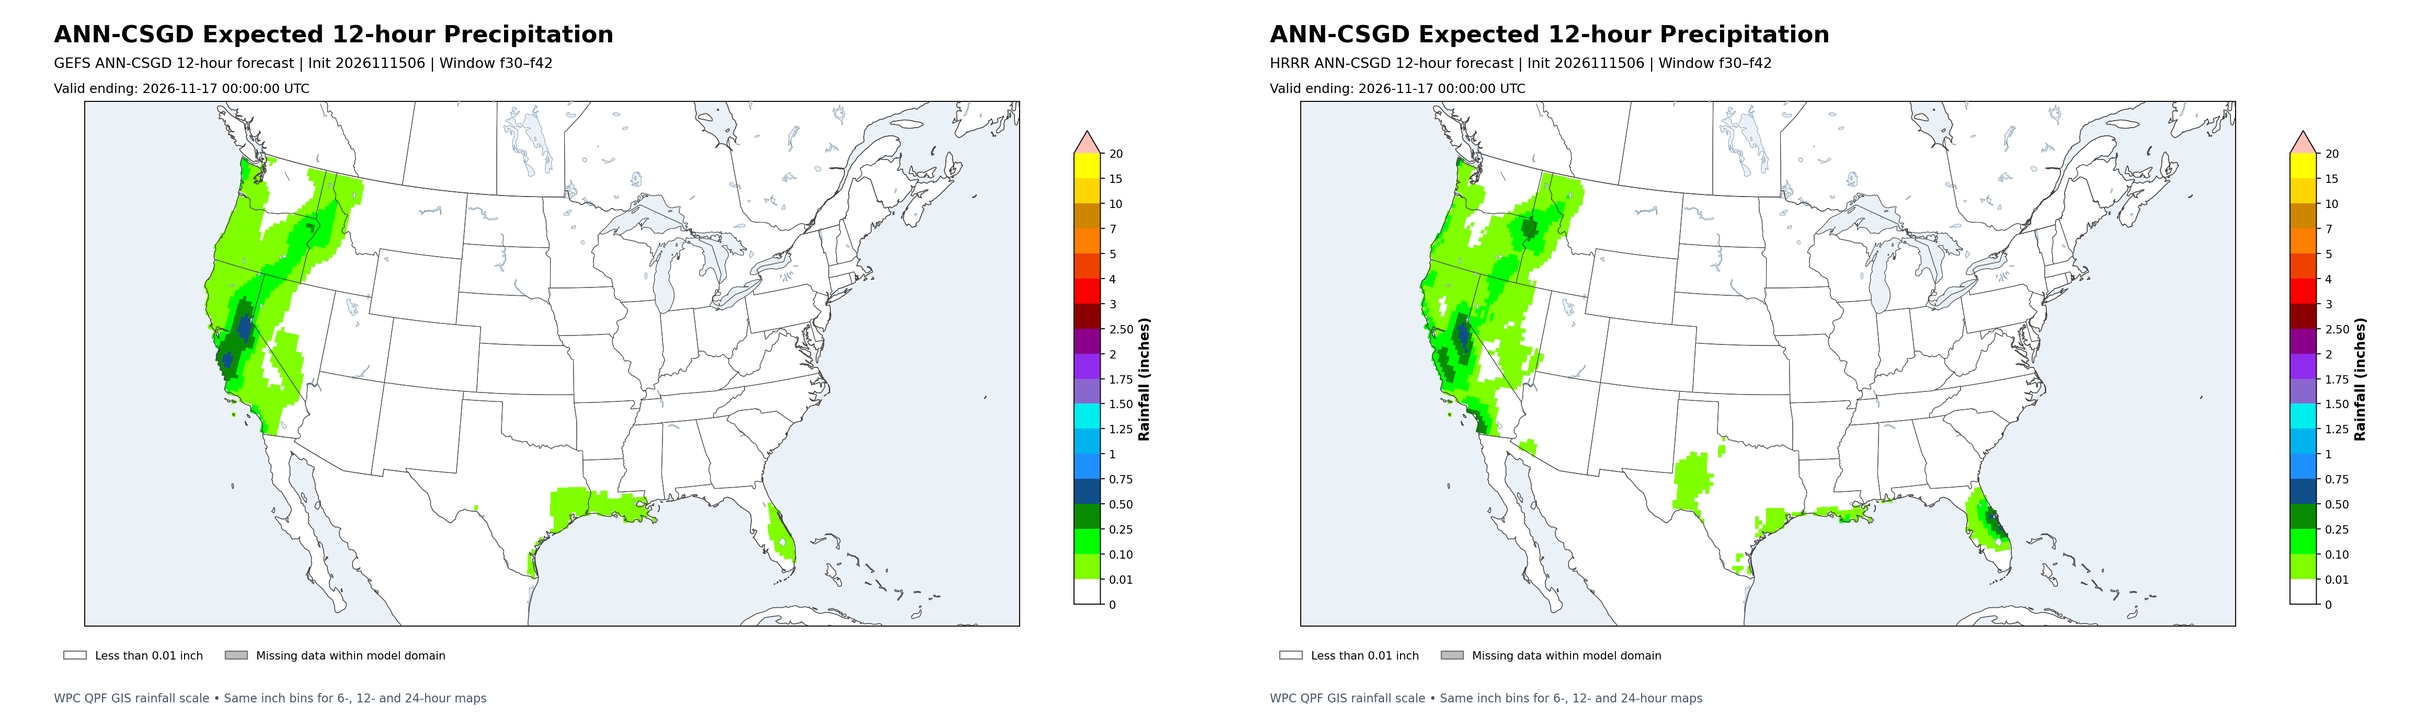 ANN-CSGD Expected 12-hour Precipitation
GEFS ANN-CSGD 12-hour forecast | Init 2026111506 | Window f30–f42
Valid ending: 2026-11-17 00:00:00 UTC
20
15
10
7
5
4
3
2.50
2
1.75
1.50
1.25
1
0.75
0.50
0.25
0.10
0.01
0
Rainfall (inches)
Less than 0.01 inch
Missing data within model domain
WPC QPF GIS rainfall scale • Same inch bins for 6-, 12- and 24-hour maps
ANN-CSGD Expected 12-hour Precipitation
HRRR ANN-CSGD 12-hour forecast | Init 2026111506 | Window f30–f42
Valid ending: 2026-11-17 00:00:00 UTC
20
15
10
7
5
4
3
2.50
2
1.75
1.50
1.25
1
0.75
0.50
0.25
0.10
0.01
0
Rainfall (inches)
Less than 0.01 inch
Missing data within model domain
WPC QPF GIS rainfall scale • Same inch bins for 6-, 12- and 24-hour maps